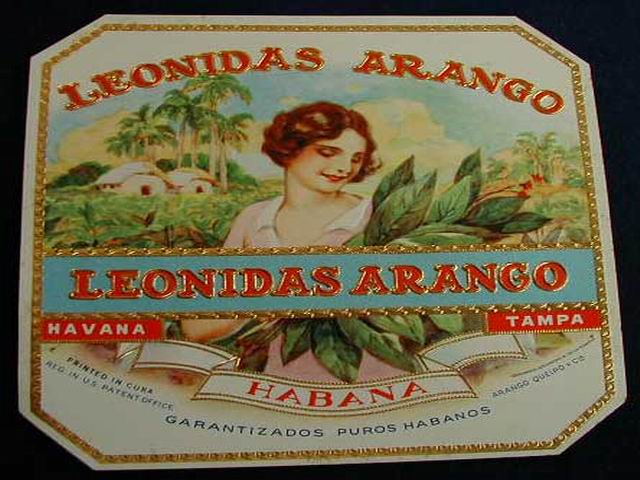 LEONIDAS ARANGO
LEONIDAS ARANGO
HAVANA
TAMPA
PRINTED IN CUBA
REG. IN U.S. PATENT OFFICE
HABANA
ARANGO QUEIPO & CO.
GARANTIZADOS PUROS HABANOS